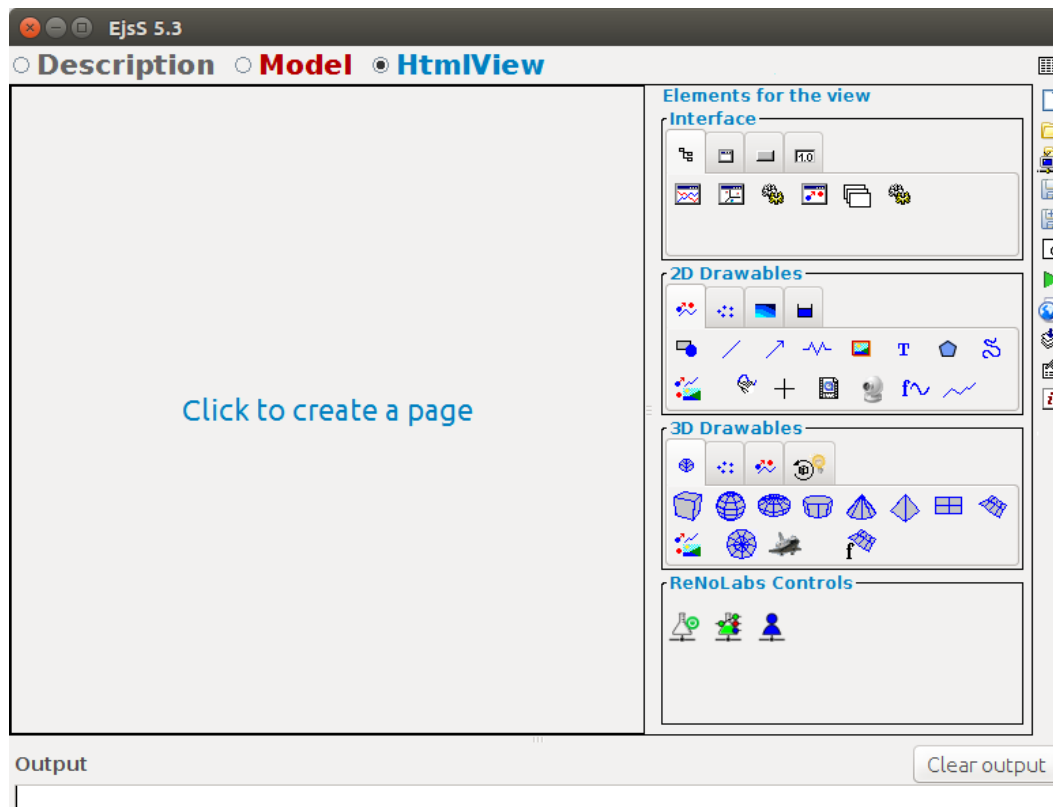 EjsS 5.3
Description Model HtmlView
Elements for the view
Interface
1.0
Click to create a page
2D Drawables
T
f
3D Drawables
f
ReNoLabs Controls
Output
Clear output